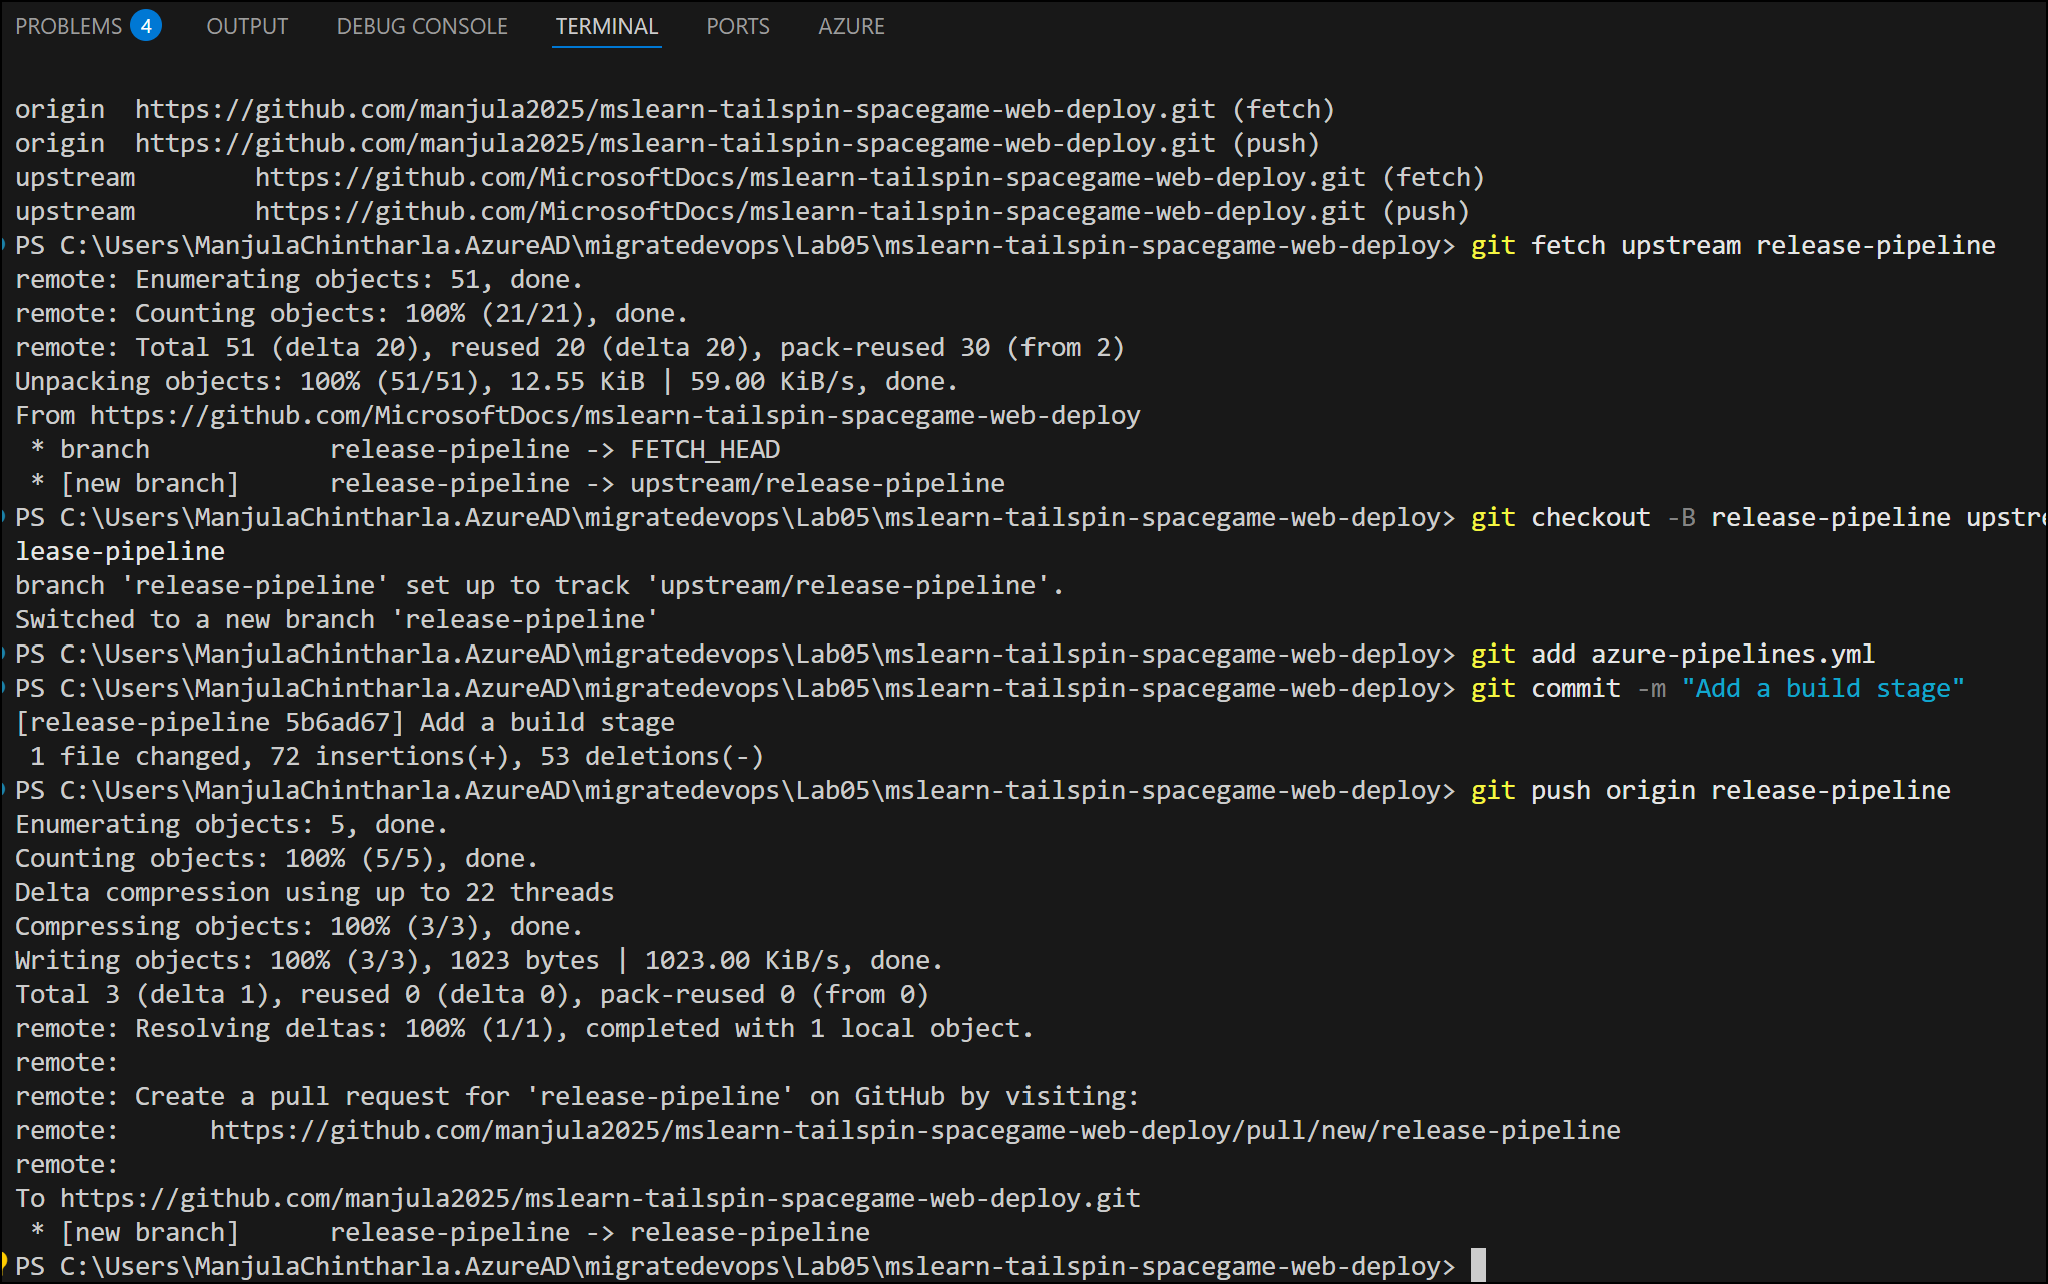 PROBLEMS 4 OUTPUT DEBUG CONSOLE TERMINAL PORTS AZURE
origin  https://github.com/manjula2025/mslearn-tailspin-spacegame-web-deploy.git (fetch)
origin  https://github.com/manjula2025/mslearn-tailspin-spacegame-web-deploy.git (push)
upstream        https://github.com/MicrosoftDocs/mslearn-tailspin-spacegame-web-deploy.git (fetch)
upstream        https://github.com/MicrosoftDocs/mslearn-tailspin-spacegame-web-deploy.git (push)
PS C:\Users\ManjulaChintharla.AzureAD\migratedevops\Lab05\mslearn-tailspin-spacegame-web-deploy> git fetch upstream release-pipeline
remote: Enumerating objects: 51, done.
remote: Counting objects: 100% (21/21), done.
remote: Total 51 (delta 20), reused 20 (delta 20), pack-reused 30 (from 2)
Unpacking objects: 100% (51/51), 12.55 KiB | 59.00 KiB/s, done.
From https://github.com/MicrosoftDocs/mslearn-tailspin-spacegame-web-deploy
 * branch            release-pipeline -> FETCH_HEAD
 * [new branch]      release-pipeline -> upstream/release-pipeline
PS C:\Users\ManjulaChintharla.AzureAD\migratedevops\Lab05\mslearn-tailspin-spacegame-web-deploy> git checkout -B release-pipeline upstre
lease-pipeline
branch 'release-pipeline' set up to track 'upstream/release-pipeline'.
Switched to a new branch 'release-pipeline'
PS C:\Users\ManjulaChintharla.AzureAD\migratedevops\Lab05\mslearn-tailspin-spacegame-web-deploy> git add azure-pipelines.yml
PS C:\Users\ManjulaChintharla.AzureAD\migratedevops\Lab05\mslearn-tailspin-spacegame-web-deploy> git commit -m "Add a build stage"
[release-pipeline 5b6ad67] Add a build stage
 1 file changed, 72 insertions(+), 53 deletions(-)
PS C:\Users\ManjulaChintharla.AzureAD\migratedevops\Lab05\mslearn-tailspin-spacegame-web-deploy> git push origin release-pipeline
Enumerating objects: 5, done.
Counting objects: 100% (5/5), done.
Delta compression using up to 22 threads
Compressing objects: 100% (3/3), done.
Writing objects: 100% (3/3), 1023 bytes | 1023.00 KiB/s, done.
Total 3 (delta 1), reused 0 (delta 0), pack-reused 0 (from 0)
remote: Resolving deltas: 100% (1/1), completed with 1 local object.
remote:
remote: Create a pull request for 'release-pipeline' on GitHub by visiting:
remote:      https://github.com/manjula2025/mslearn-tailspin-spacegame-web-deploy/pull/new/release-pipeline
remote:
To https://github.com/manjula2025/mslearn-tailspin-spacegame-web-deploy.git
 * [new branch]      release-pipeline -> release-pipeline
PS C:\Users\ManjulaChintharla.AzureAD\migratedevops\Lab05\mslearn-tailspin-spacegame-web-deploy>